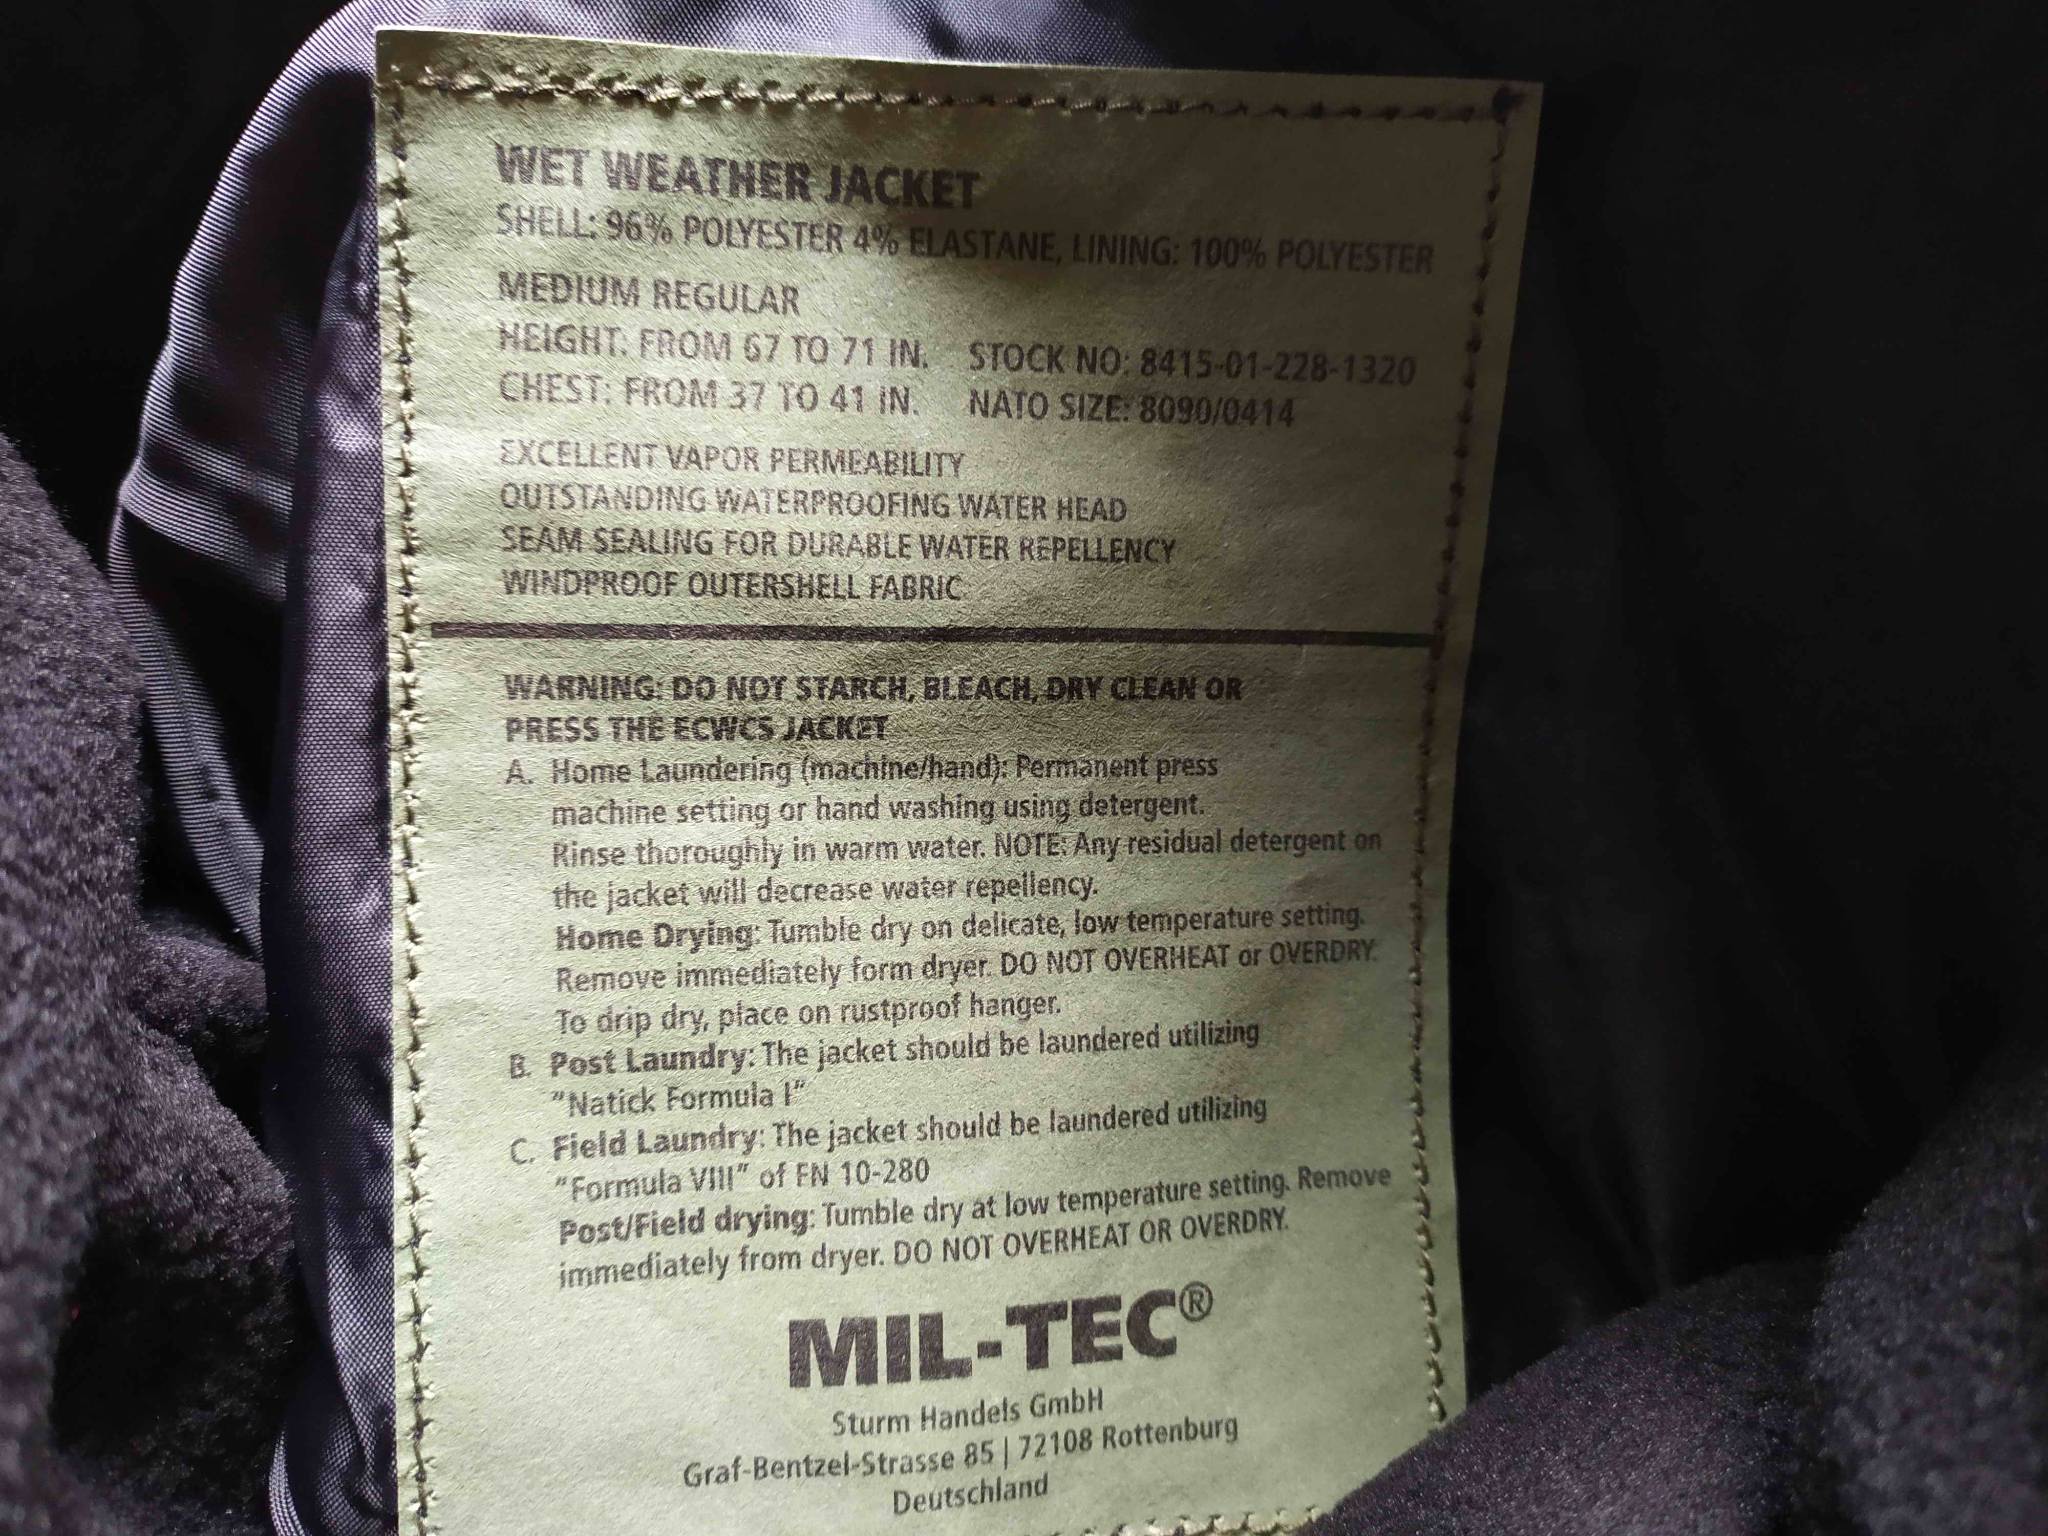 WET WEATHER JACKET
SHELL: 96% POLYESTER 4% ELASTANE, LINING: 100% POLYESTER
MEDIUM REGULAR
HEIGHT: FROM 67 TO 71 IN. STOCK NO: 8415-01-228-1320
CHEST: FROM 37 TO 41 IN. NATO SIZE: 8090/0414
EXCELLENT VAPOR PERMEABILITY
OUTSTANDING WATERPROOFING WATER HEAD
SEAM SEALING FOR DURABLE WATER REPELLENCY
WINDPROOF OUTERSHELL FABRIC
WARNING: DO NOT STARCH, BLEACH, DRY CLEAN OR
PRESS THE ECWCS JACKET
A. Home Laundering (machine/hand): Permanent press
machine setting or hand washing using detergent.
Rinse thoroughly in warm water. NOTE: Any residual detergent on
the jacket will decrease water repellency.
Home Drying: Tumble dry on delicate, low temperature setting.
Remove immediately form dryer. DO NOT OVERHEAT or OVERDRY.
To drip dry, place on rustproof hanger.
B. Post Laundry: The jacket should be laundered utilizing
"Natick Formula I"
C. Field Laundry: The jacket should be laundered utilizing
"Formula VIII" of FN 10-280
Post/Field drying: Tumble dry at low temperature setting. Remove
immediately from dryer. DO NOT OVERHEAT OR OVERDRY.
MIL-TEC®
Sturm Handels GmbH
Graf-Bentzel-Strasse 85 | 72108 Rottenburg
Deutschland